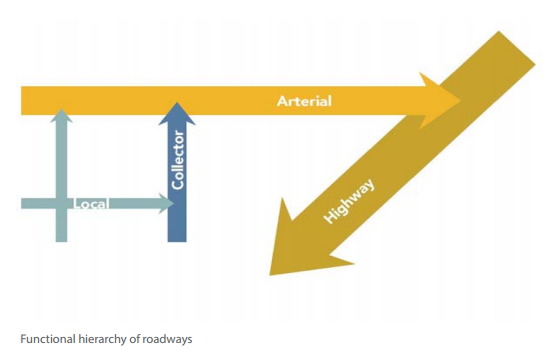 Arterial
Collector
Local
Highway
Functional hierarchy of roadways